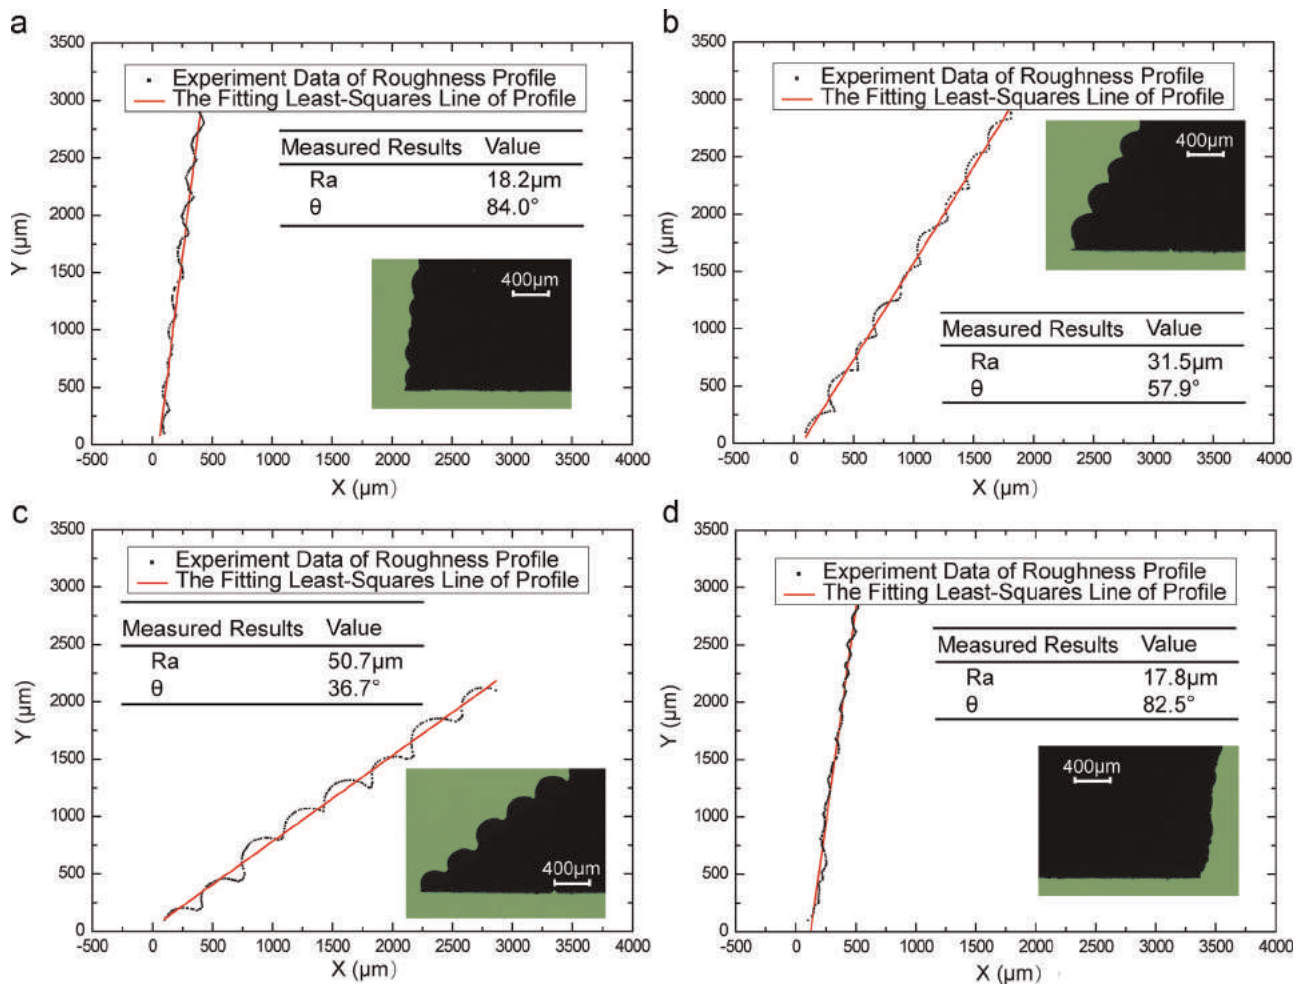 a
3500
3000
2500
2000
1500
1000
500
0
Y (μm)
Experiment Data of Roughness Profile
The Fitting Least-Squares Line of Profile
Measured Results Value
Ra 18.2μm
θ 84.0°
400μm
-500 0 500 1000 1500 2000 2500 3000 3500 4000
X (μm)
b
3500
3000
2500
2000
1500
1000
500
0
Y (μm)
Experiment Data of Roughness Profile
The Fitting Least-Squares Line of Profile
400μm
Measured Results Value
Ra 31.5μm
θ 57.9°
-500 0 500 1000 1500 2000 2500 3000 3500 4000
X (μm)
c
3500
3000
2500
2000
1500
1000
500
0
Y (μm)
Experiment Data of Roughness Profile
The Fitting Least-Squares Line of Profile
Measured Results Value
Ra 50.7μm
θ 36.7°
400μm
-500 0 500 1000 1500 2000 2500 3000 3500 4000
X (μm)
d
3500
3000
2500
2000
1500
1000
500
0
Y (μm)
Experiment Data of Roughness Profile
The Fitting Least-Squares Line of Profile
Measured Results Value
Ra 17.8μm
θ 82.5°
400μm
-500 0 500 1000 1500 2000 2500 3000 3500 4000
X (μm)